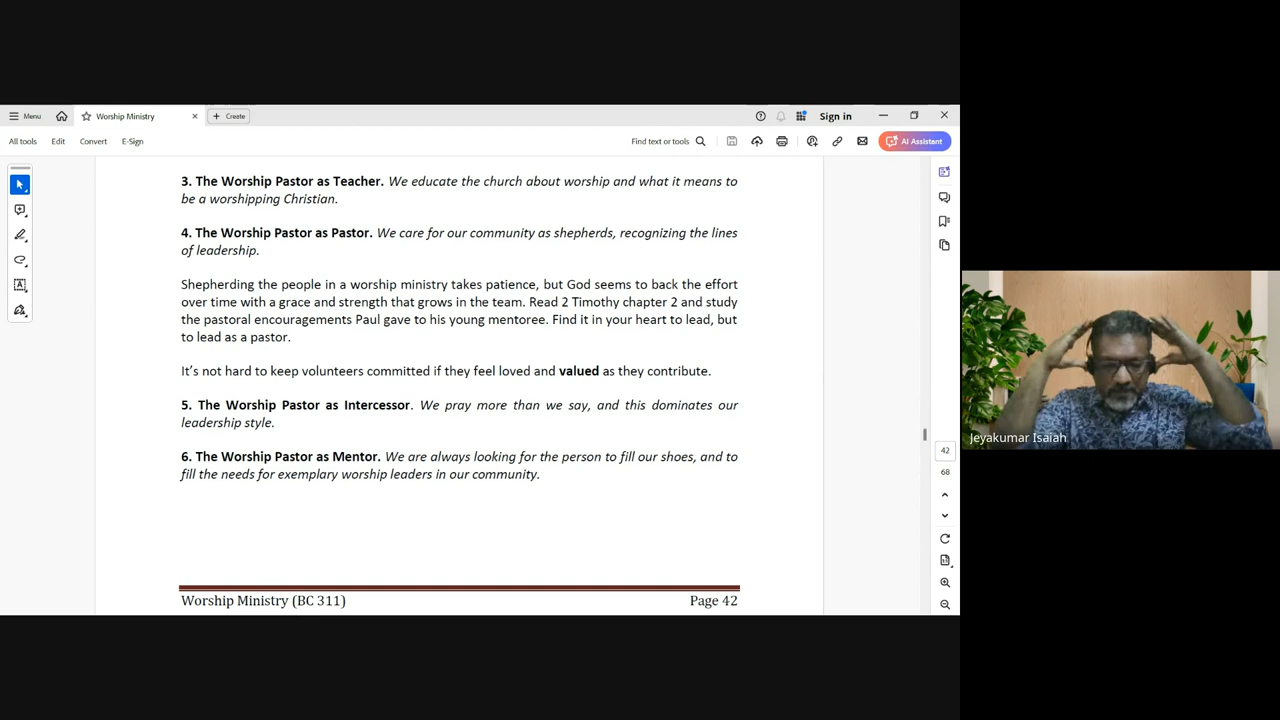 Menu
Worship Ministry
Create
Sign in
All tools
Edit
Convert
E-Sign
Find text or tools
AI Assistant
3. The Worship Pastor as Teacher. We educate the church about worship and what it means to
be a worshipping Christian.
4. The Worship Pastor as Pastor. We care for our community as shepherds, recognizing the lines
of leadership.
Shepherding the people in a worship ministry takes patience, but God seems to back the effort
over time with a grace and strength that grows in the team. Read 2 Timothy chapter 2 and study
the pastoral encouragements Paul gave to his young mentoree. Find it in your heart to lead, but
to lead as a pastor.
It’s not hard to keep volunteers committed if they feel loved and valued as they contribute.
5. The Worship Pastor as Intercessor. We pray more than we say, and this dominates our
leadership style.
6. The Worship Pastor as Mentor. We are always looking for the person to fill our shoes, and to
fill the needs for exemplary worship leaders in our community.
Worship Ministry (BC 311)
Page 42
42
68
Jeyakumar Isaiah